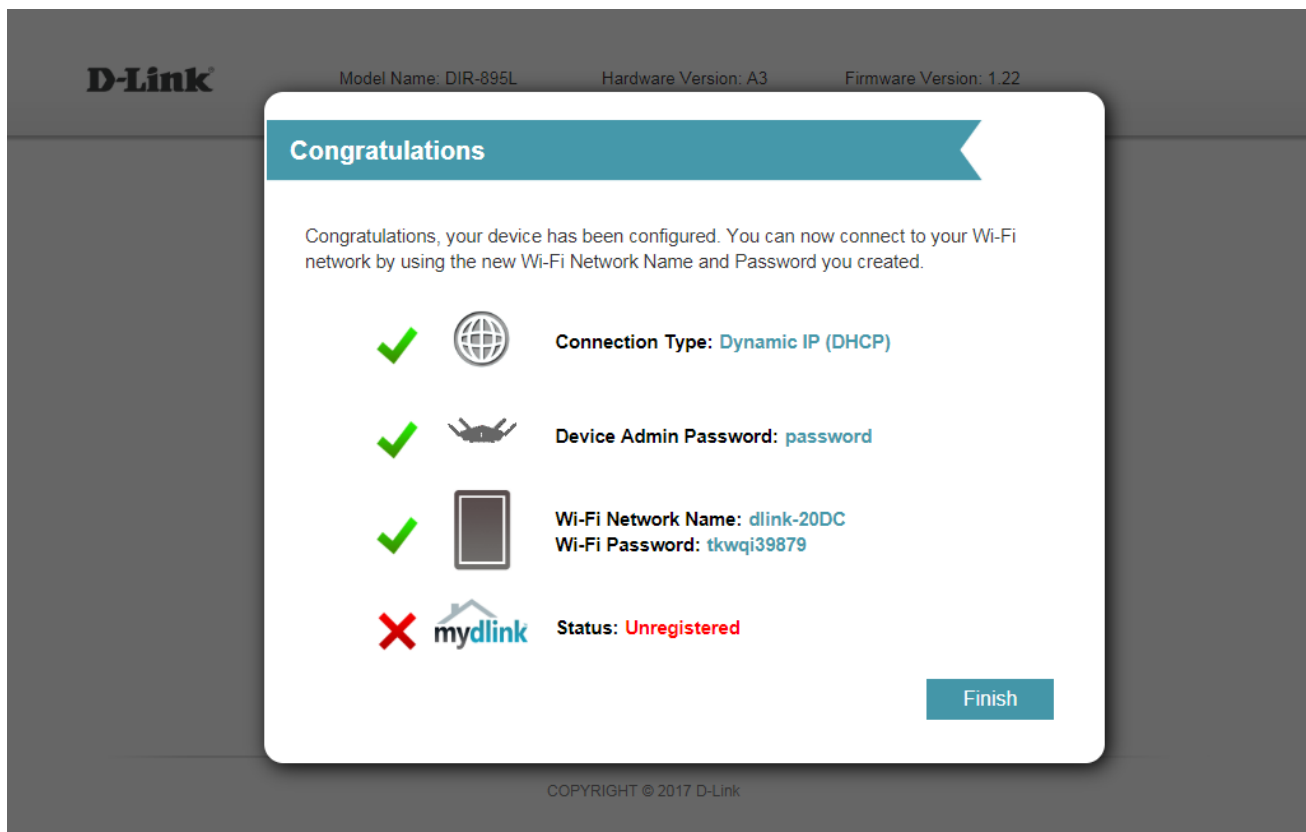 D-Link
Model Name: DIR-895L Hardware Version: A3 Firmware Version: 1.22
Congratulations
Congratulations, your device has been configured. You can now connect to your Wi-Fi
network by using the new Wi-Fi Network Name and Password you created.
Connection Type: Dynamic IP (DHCP)
Device Admin Password: password
Wi-Fi Network Name: dlink-20DC
Wi-Fi Password: tkwqi39879
mydlink Status: Unregistered
Finish
COPYRIGHT © 2017 D-Link